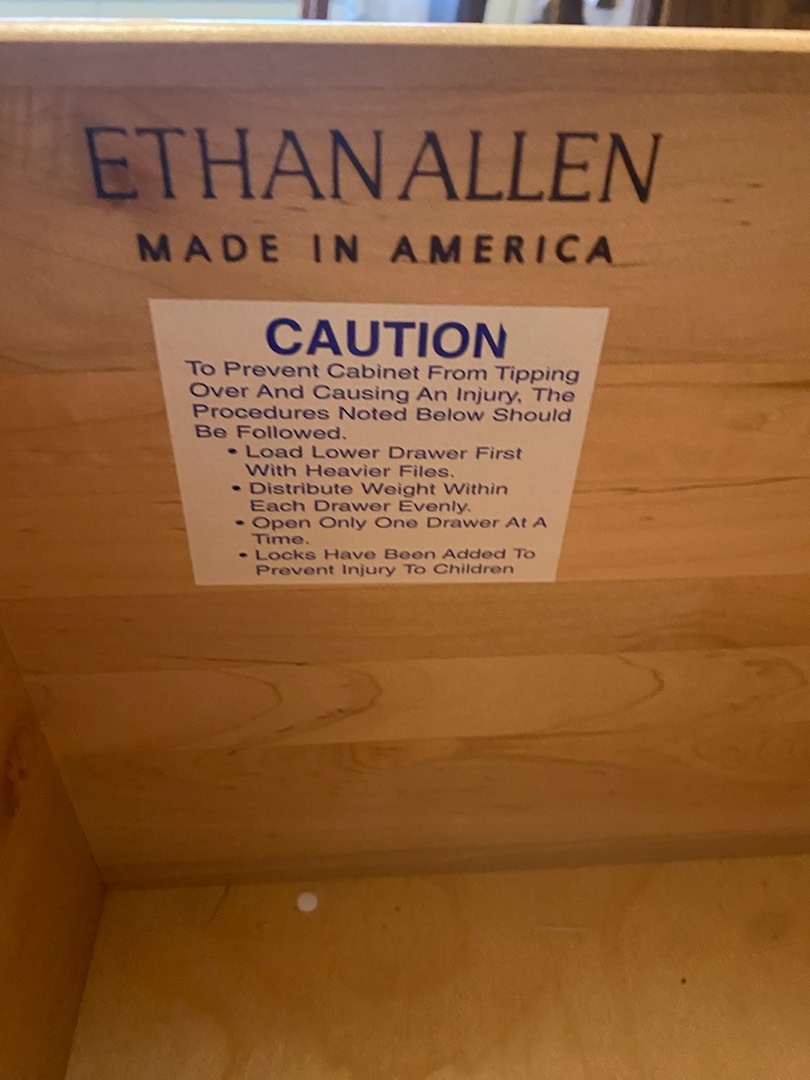 ETHAN ALLEN
MADE IN AMERICA
CAUTION
To Prevent Cabinet From Tipping
Over And Causing An Injury, The
Procedures Noted Below Should
Be Followed.
• Load Lower Drawer First
With Heavier Files.
• Distribute Weight Within
Each Drawer Evenly.
• Open Only One Drawer At A
Time.
• Locks Have Been Added To
Prevent Injury To Children